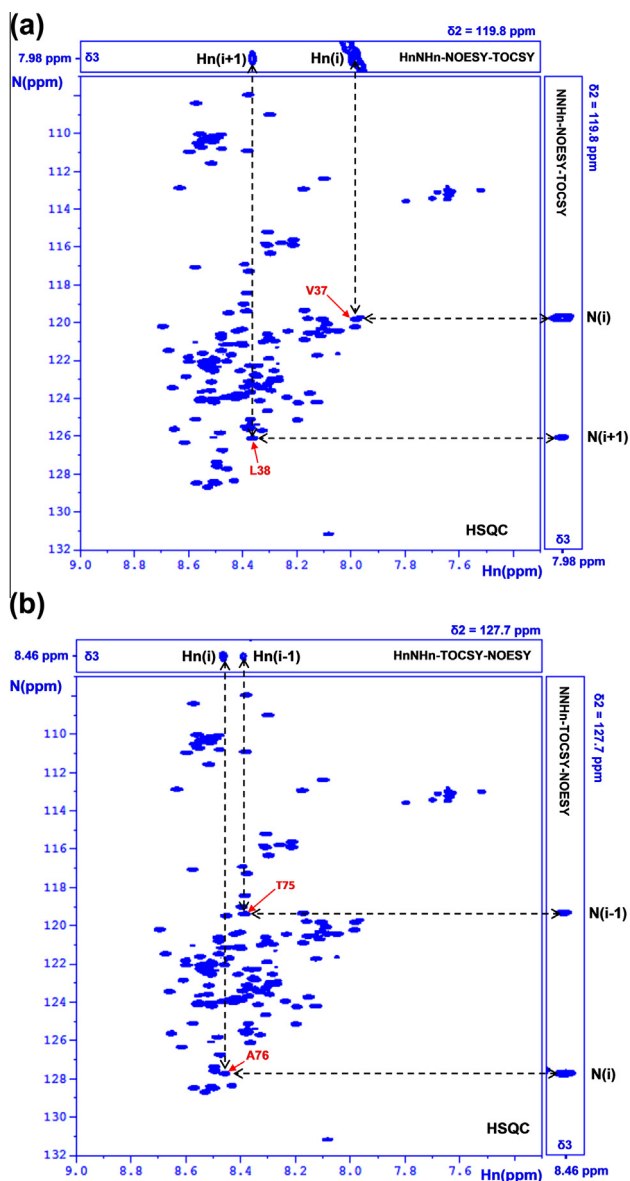 (a)
δ2 = 119.8 ppm
7.98 ppm
δ3
Hn(i+1)
Hn(i)
HnNHn-NOESY-TOCSY
N(ppm)
110
112
114
116
118
120
122
124
126
128
130
132
V37
L38
HSQC
9.0
8.8
8.6
8.4
8.2
8.0
7.8
7.6
Hn(ppm)
NNHn-NOESY-TOCSY
δ2 = 119.8 ppm
N(i)
N(i+1)
δ3
7.98 ppm
(b)
δ2 = 127.7 ppm
8.46 ppm
δ3
Hn(i)
Hn(i-1)
HnNHn-TOCSY-NOESY
N(ppm)
110
112
114
116
118
120
122
124
126
128
130
132
T75
A76
HSQC
9.0
8.8
8.6
8.4
8.2
8.0
7.8
7.6
Hn(ppm)
NNHn-TOCSY-NOESY
δ2 = 127.7 ppm
N(i-1)
N(i)
δ3
8.46 ppm